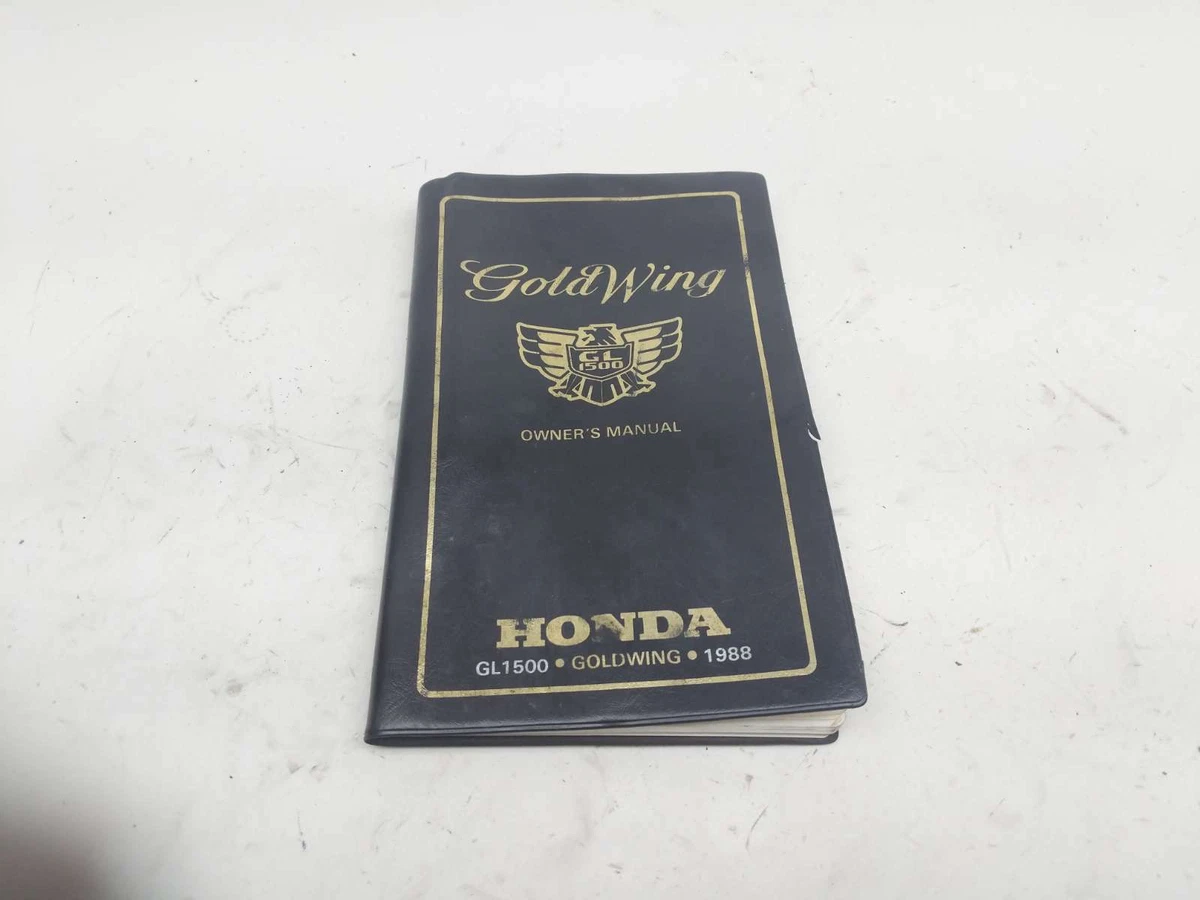 GoldWing
GL
1500
OWNER'S MANUAL
HONDA
GL1500 • GOLDWING • 1988